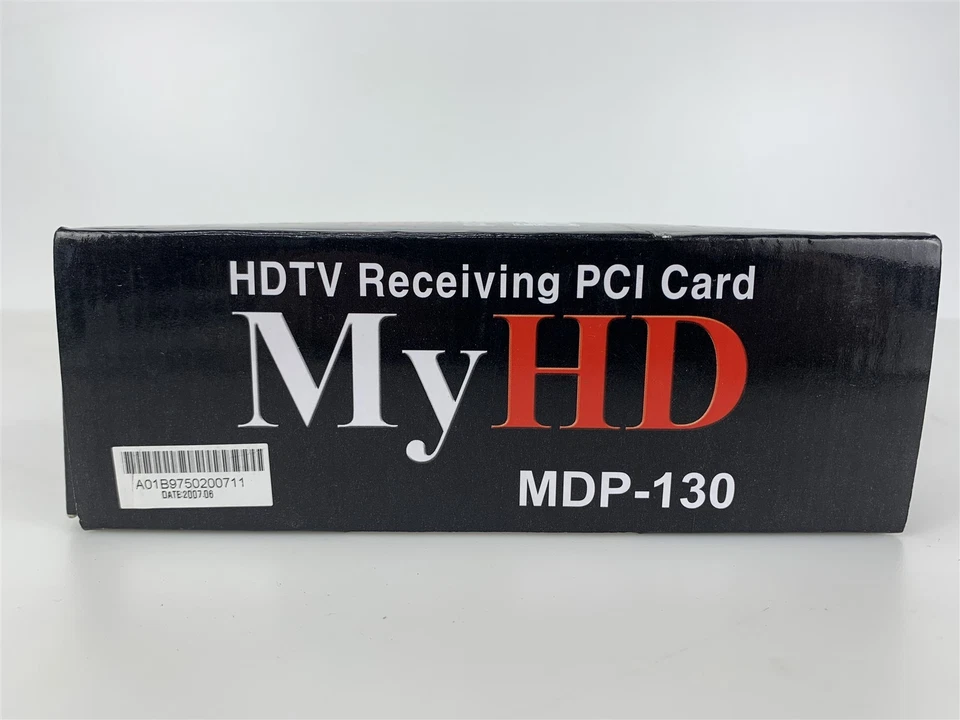 HDTV Receiving PCI Card
MyHD
MDP-130
A01B9750200711
DATE:2007.06